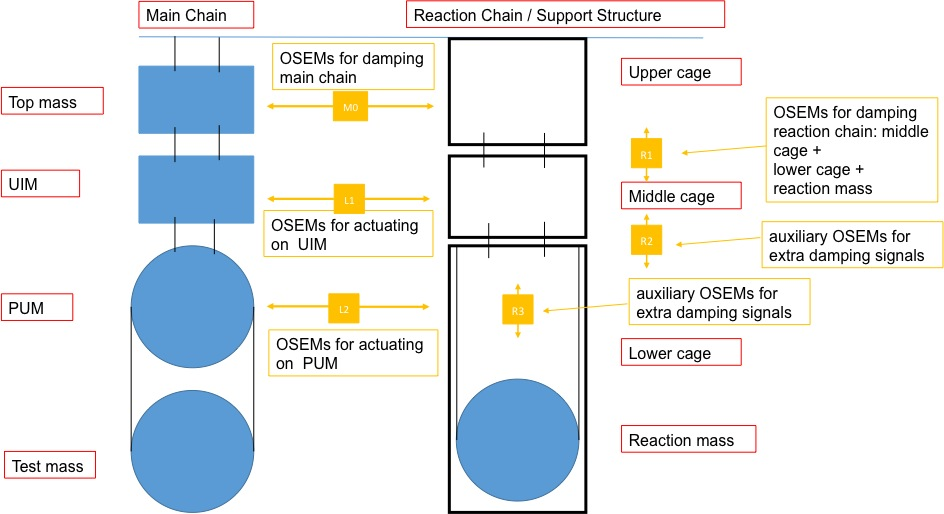 Main Chain
Reaction Chain / Support Structure
OSEMs for damping
main chain
Upper cage
Top mass
M0
OSEMs for damping
reaction chain: middle
cage +
lower cage +
reaction mass
R1
UIM
L1
Middle cage
OSEMs for actuating
on  UIM
R2
auxiliary OSEMs for
extra damping signals
PUM
L2
R3
auxiliary OSEMs for
extra damping signals
OSEMs for actuating
on  PUM
Lower cage
Test mass
Reaction mass